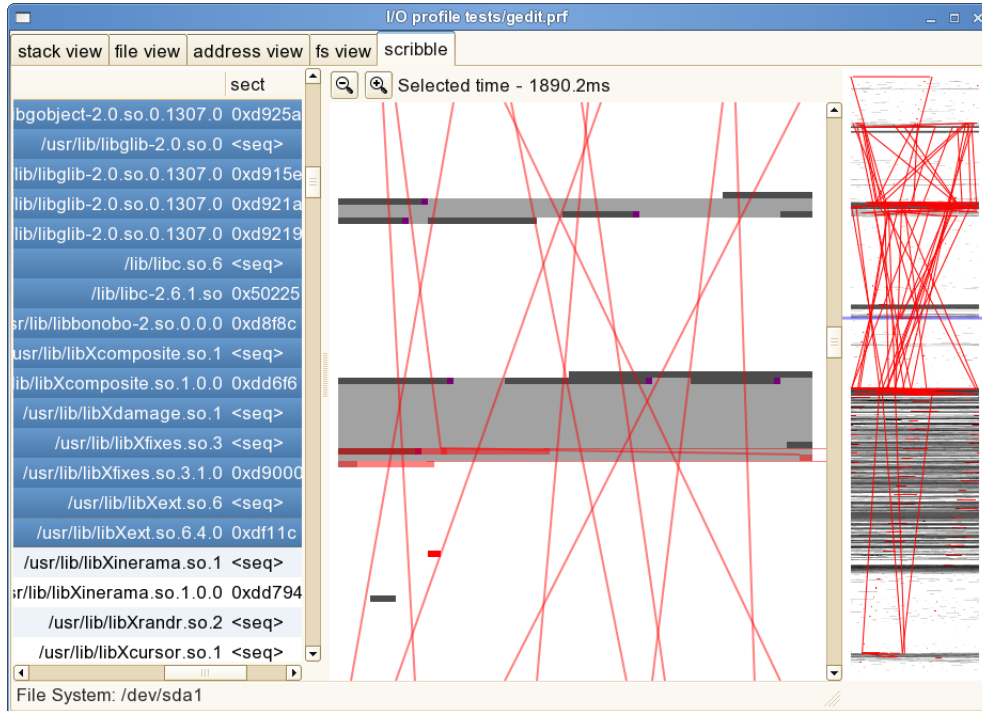 I/O profile tests/gedit.prf
stack view file view address view fs view scribble
sect
Selected time - 1890.2ms
ibgobject-2.0.so.0.1307.0 0xd925a
/usr/lib/libglib-2.0.so.0 <seq>
lib/libglib-2.0.so.0.1307.0 0xd915e
lib/libglib-2.0.so.0.1307.0 0xd921a
lib/libglib-2.0.so.0.1307.0 0xd9219
/lib/libc.so.6 <seq>
/lib/libc-2.6.1.so 0x50225
sr/lib/libbonobo-2.so.0.0.0 0xd8f8c
usr/lib/libXcomposite.so.1 <seq>
lib/libXcomposite.so.1.0.0 0xdd6f6
/usr/lib/libXdamage.so.1 <seq>
/usr/lib/libXfixes.so.3 <seq>
/usr/lib/libXfixes.so.3.1.0 0xd9000
/usr/lib/libXext.so.6 <seq>
/usr/lib/libXext.so.6.4.0 0xdf11c
/usr/lib/libXinerama.so.1 <seq>
sr/lib/libXinerama.so.1.0.0 0xdd794
/usr/lib/libXrandr.so.2 <seq>
/usr/lib/libXcursor.so.1 <seq>
File System: /dev/sda1